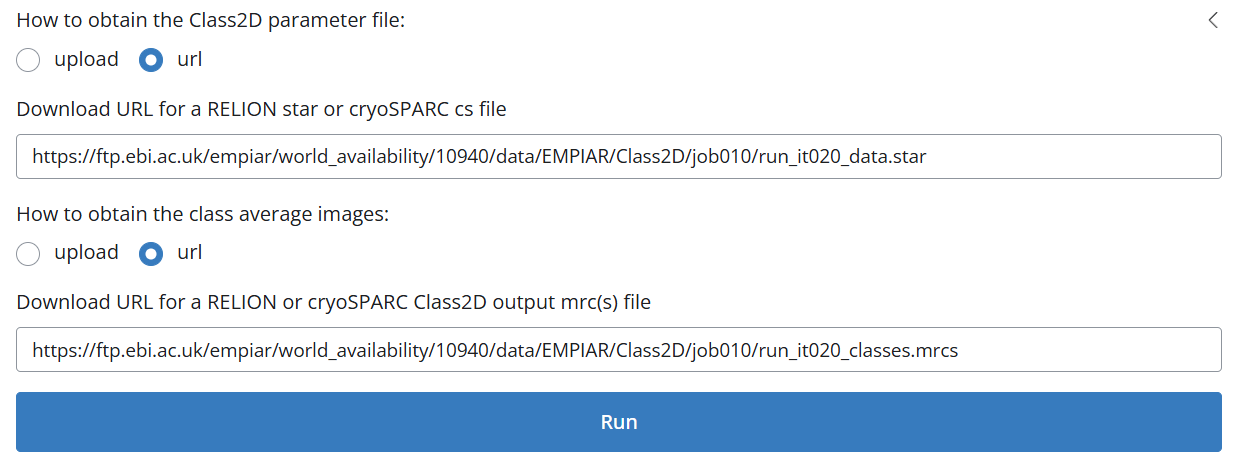 How to obtain the Class2D parameter file:
upload url
Download URL for a RELION star or cryoSPARC cs file
https://ftp.ebi.ac.uk/empiar/world_availability/10940/data/EMPIAR/Class2D/job010/run_it020_data.star
How to obtain the class average images:
upload url
Download URL for a RELION or cryoSPARC Class2D output mrc(s) file
https://ftp.ebi.ac.uk/empiar/world_availability/10940/data/EMPIAR/Class2D/job010/run_it020_classes.mrcs
Run